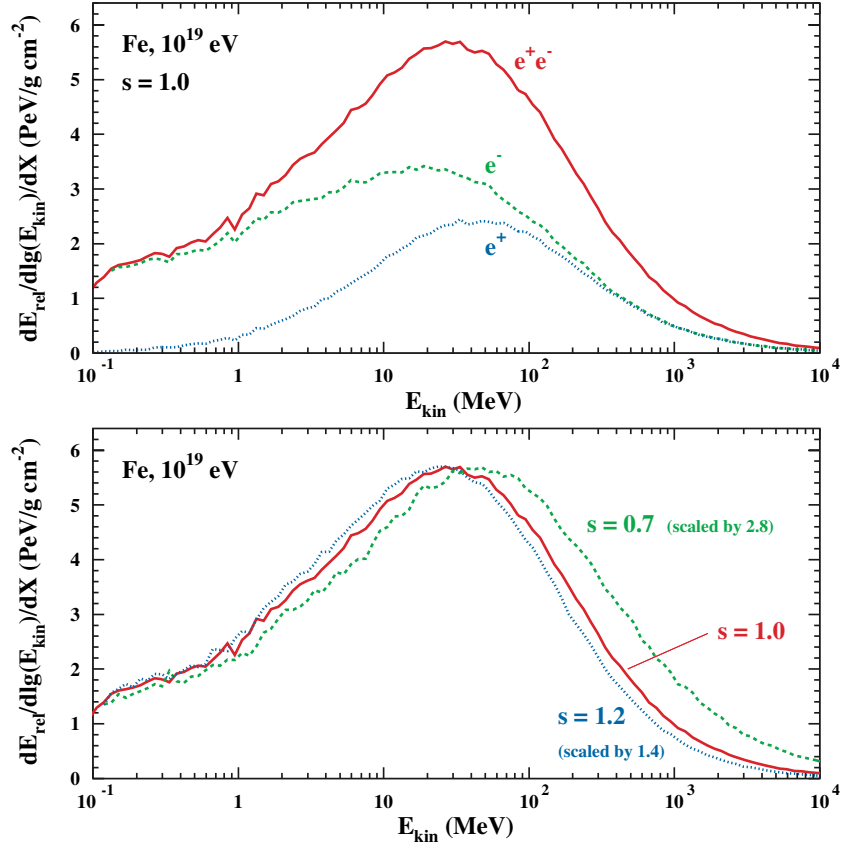 Fe, 10^19 eV
s = 1.0
e^+e^-
e^-
e^+
dE_rel/dlg(E_kin)/dX (PeV/g cm^-2)
6
5
4
3
2
1
0
10^-1 1 10 10^2 10^3 10^4
E_kin (MeV)
Fe, 10^19 eV
s = 0.7 (scaled by 2.8)
s = 1.0
s = 1.2
(scaled by 1.4)
dE_rel/dlg(E_kin)/dX (PeV/g cm^-2)
6
5
4
3
2
1
0
10^-1 1 10 10^2 10^3 10^4
E_kin (MeV)